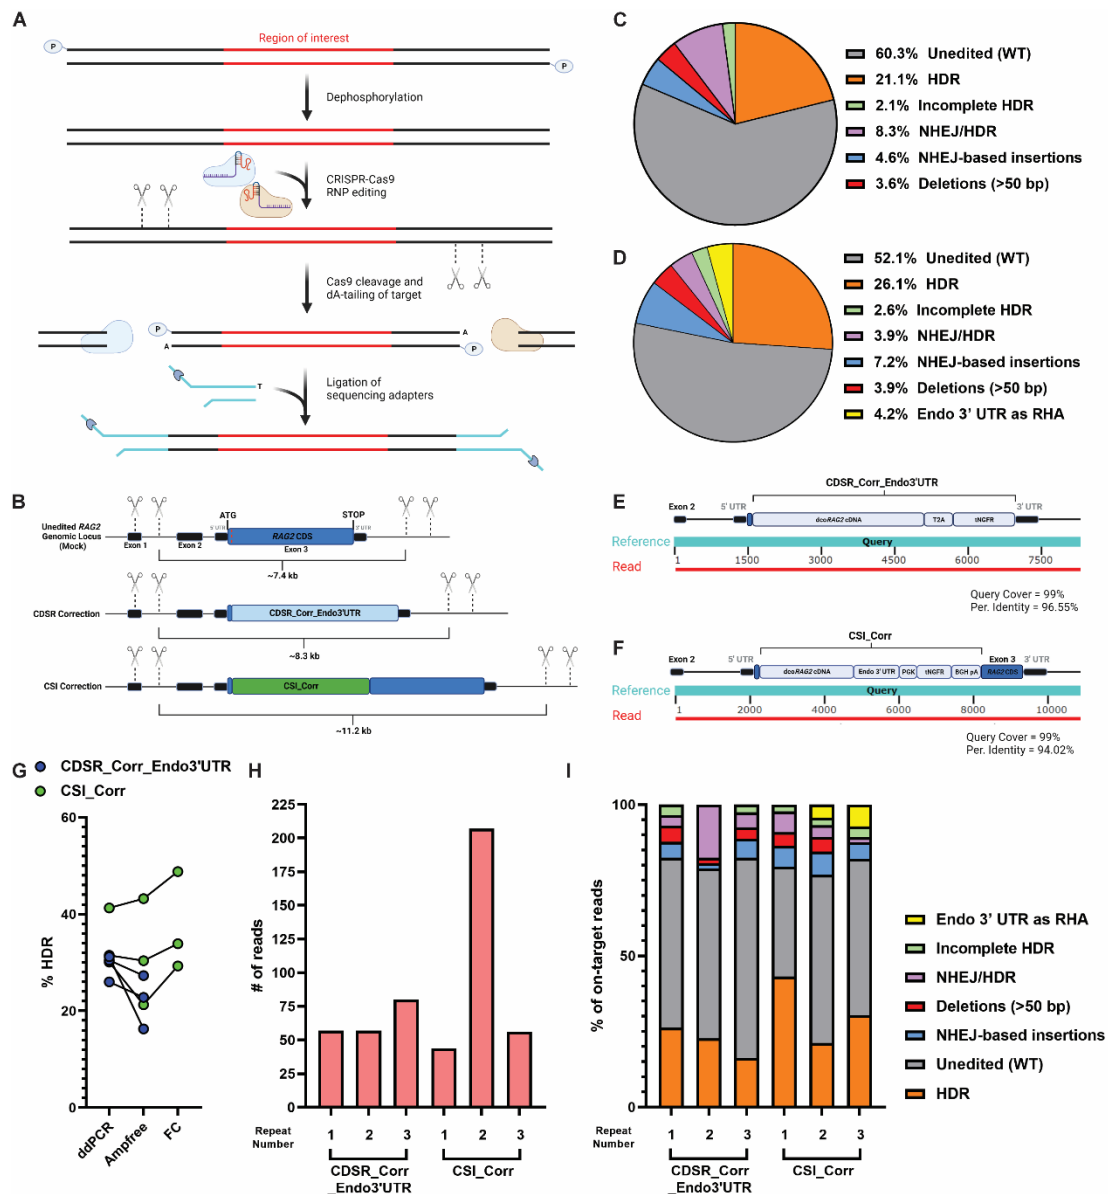 A
Region of interest
P
P
Dephosphorylation
CRISPR-Cas9
RNP editing
Cas9 cleavage and
dA-tailing of target
P
A
A
P
T
Ligation of
sequencing adapters
B
Unedited RAG2
Genomic Locus
(Mock)
Exon 1
Exon 2
5' UTR
ATG
RAG2 CDS
Exon 3
STOP
3' UTR
~7.4 kb
CDSR Correction
CDSR_Corr_Endo3'UTR
~8.3 kb
CSI Correction
CSI_Corr
~11.2 kb
C
60.3% Unedited (WT)
21.1% HDR
2.1% Incomplete HDR
8.3% NHEJ/HDR
4.6% NHEJ-based insertions
3.6% Deletions (>50 bp)
D
52.1% Unedited (WT)
26.1% HDR
2.6% Incomplete HDR
3.9% NHEJ/HDR
7.2% NHEJ-based insertions
3.9% Deletions (>50 bp)
4.2% Endo 3' UTR as RHA
E
CDSR_Corr_Endo3'UTR
Exon 2
5' UTR
3' UTR
dcoRAG2 cDNA
T2A
tNGFR
Reference
Query
1 1500 3000 4500 6000 7500
Read
Query Cover = 99%
Per. Identity = 96.55%
F
CSI_Corr
Exon 2
5' UTR
Exon 3
3' UTR
dcoRAG2 cDNA
Endo 3' UTR
PGK
tNGFR
BGH pA
RAG2 CDS
Reference
Query
1 2000 4000 6000 8000 10000
Read
Query Cover = 99%
Per. Identity = 94.02%
G
CDSR_Corr_Endo3'UTR
CSI_Corr
% HDR
60
40
20
0
ddPCR
Ampfree
FC
H
# of reads
225
200
175
150
125
100
75
50
25
0
Repeat
Number
1 2 3 1 2 3
CDSR_Corr
_Endo3'UTR
CSI_Corr
I
% of on-target reads
100
50
0
Repeat
Number
1 2 3 1 2 3
CDSR_Corr
_Endo3'UTR
CSI_Corr
Endo 3' UTR as RHA
Incomplete HDR
NHEJ/HDR
Deletions (>50 bp)
NHEJ-based insertions
Unedited (WT)
HDR